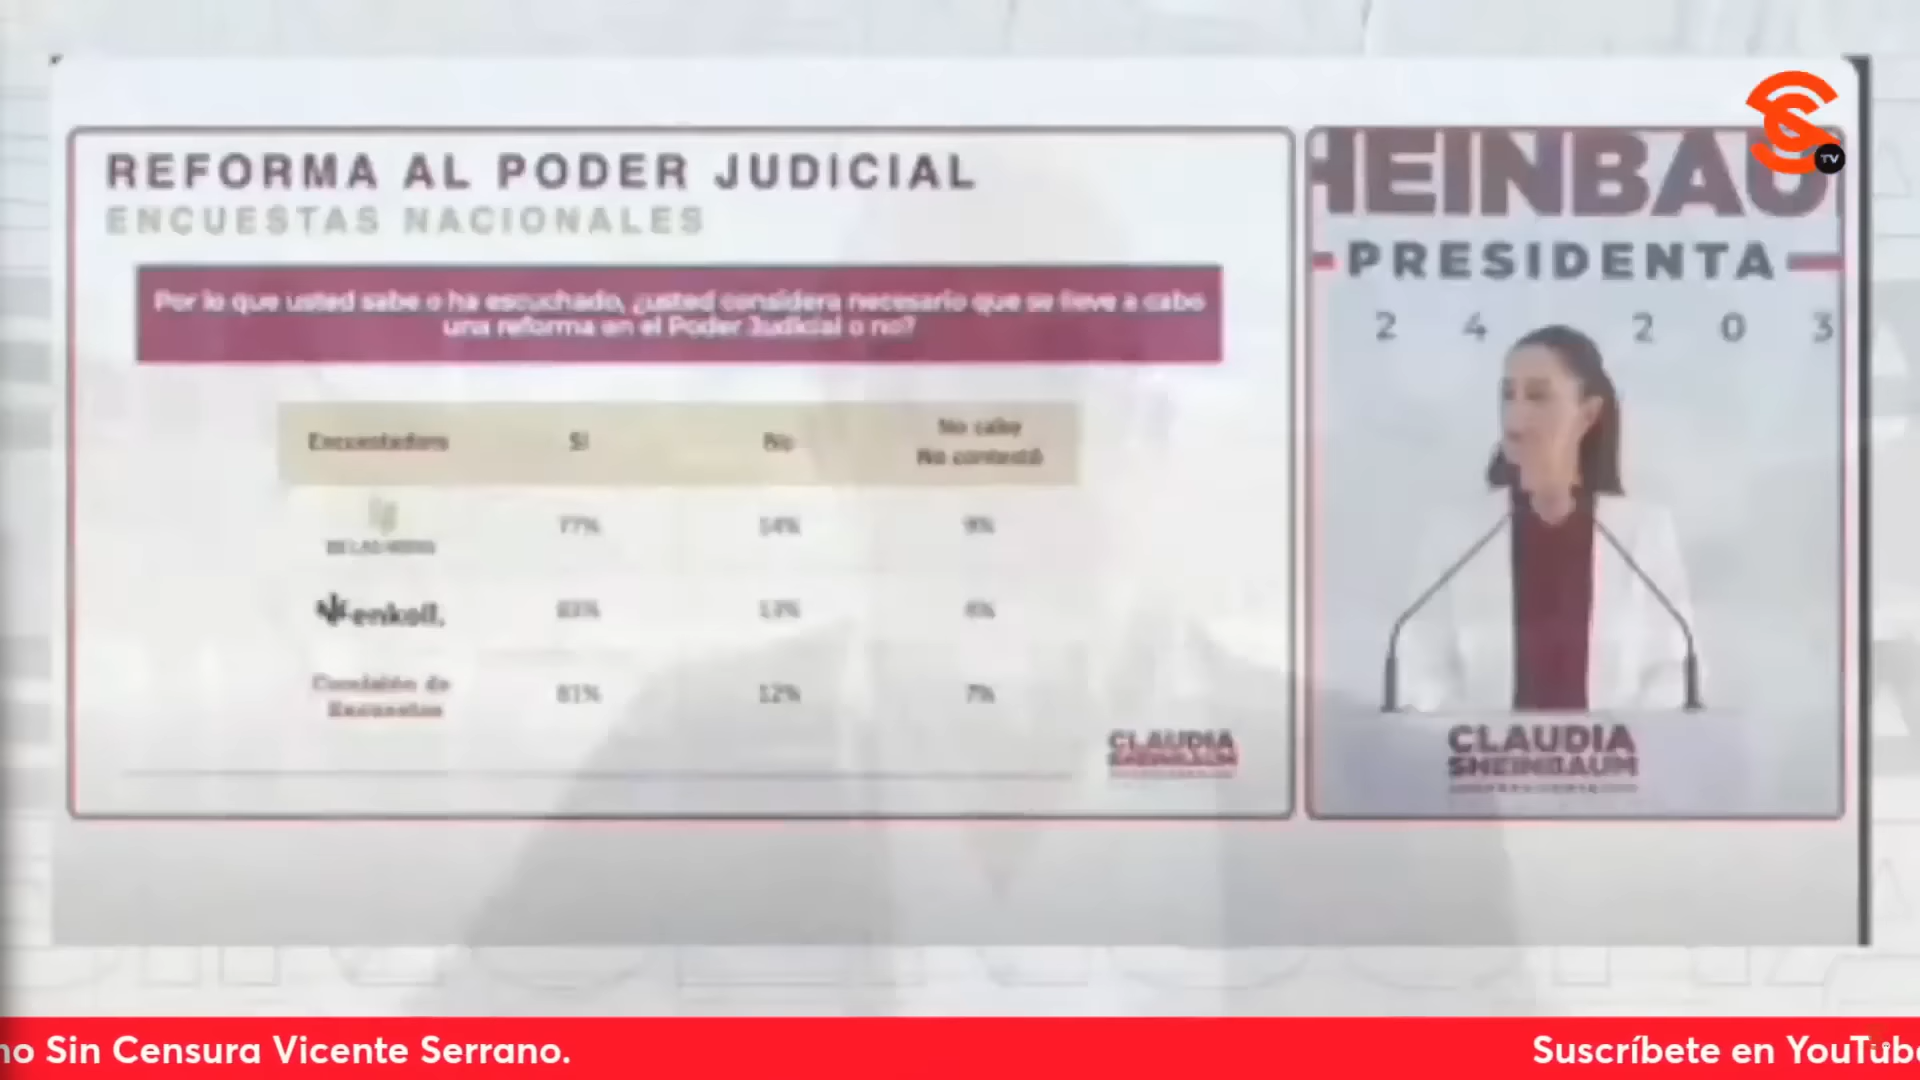 REFORMA AL PODER JUDICIAL
ENCUESTAS NACIONALES
Por lo que usted sabe o ha escuchado, ¿usted considera necesario que se lleve a cabo
una reforma en el Poder Judicial o no?
Encuestadora Sí No No sabe
No contestó
77% 14% 9%
enkoll. 13%
Comisión de
Encuestas 81% 12% 7%
CLAUDIA
SHEINBAUM
HEINBAU
PRESIDENTA
2 4 2 0 3
CLAUDIA
SHEINBAUM
TV
no Sin Censura Vicente Serrano.
Suscríbete en YouTube